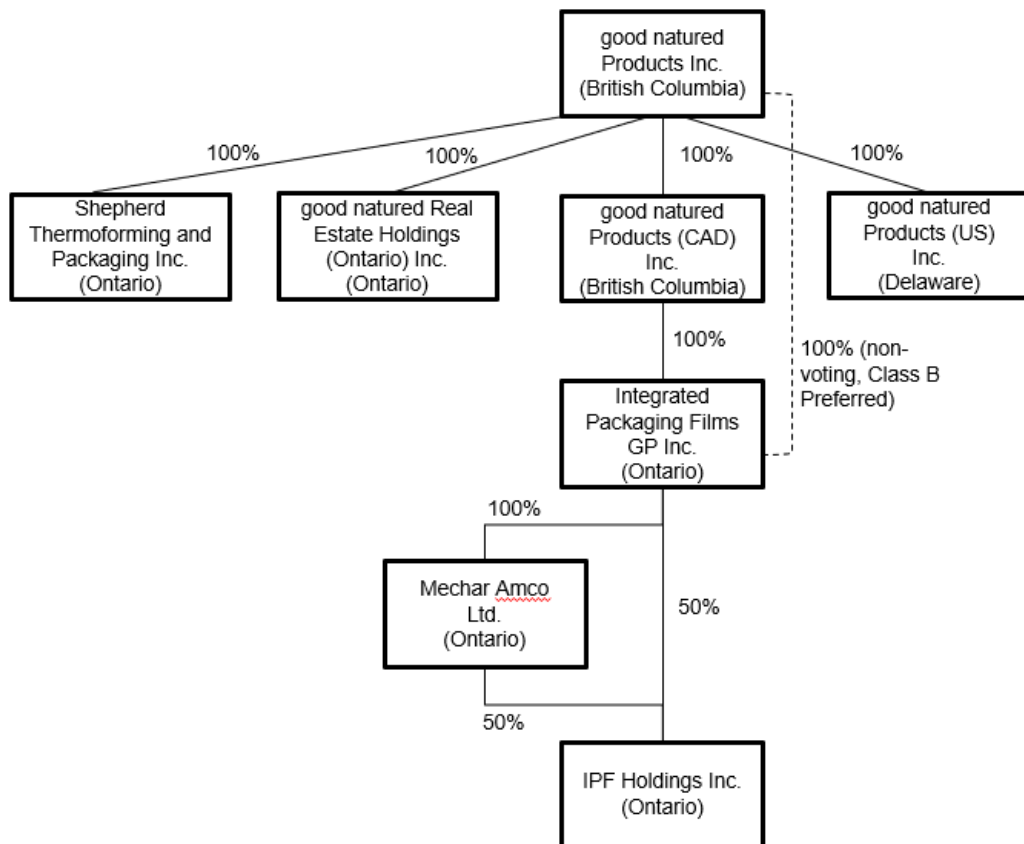 good natured
Products Inc.
(British Columbia)
100%
100%
100%
100%
Shepherd
Thermoforming and
Packaging Inc.
(Ontario)
good natured Real
Estate Holdings
(Ontario) Inc.
(Ontario)
good natured
Products (CAD)
Inc.
(British Columbia)
good natured
Products (US)
Inc.
(Delaware)
100%
100% (non-
voting, Class B
Preferred)
Integrated
Packaging Films
GP Inc.
(Ontario)
100%
Mechar Amco
Ltd.
(Ontario)
50%
50%
IPF Holdings Inc.
(Ontario)